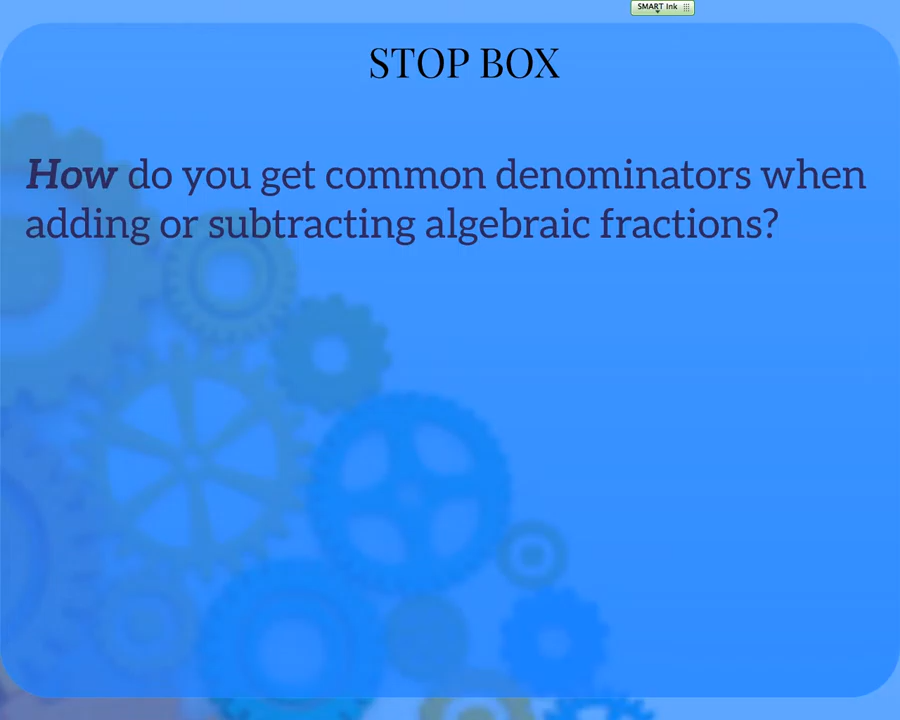 SMART Ink
STOP BOX
How do you get common denominators when
adding or subtracting algebraic fractions?